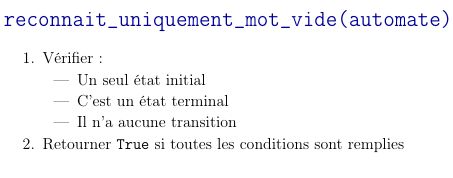 reconnait_uniquement_mot_vide(automate)
1. Vérifier :
— Un seul état initial
— C'est un état terminal
— Il n'a aucune transition
2. Retourner True si toutes les conditions sont remplies